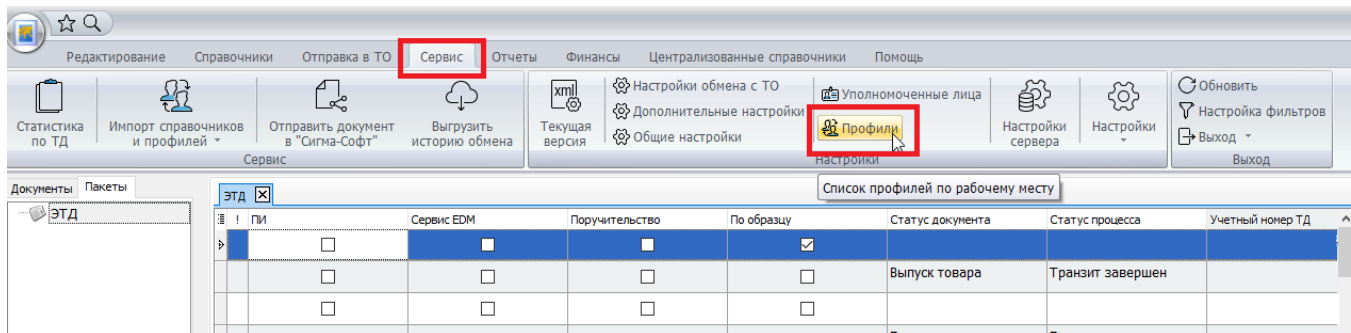 Редактирование Справочники Отправка в ТО Сервис Отчеты Финансы Централизованные справочники Помощь
Статистика по ТД
Импорт справочников и профилей
Отправить документ в "Сигма-Софт"
Выгрузить историю обмена
Сервис
xml
Текущая версия
Настройки обмена с ТО
Дополнительные настройки
Общие настройки
Уполномоченные лица
Профили
Настройки сервера
Настройки
Настройки
Обновить
Настройка фильтров
Выход
Выход
Список профилей по рабочему месту
Документы Пакеты
ЭТД
ЭТД
! ПИ Сервис EDM Поручительство По образцу Статус документа Статус процесса Учетный номер ТД
Выпуск товара Транзит завершен